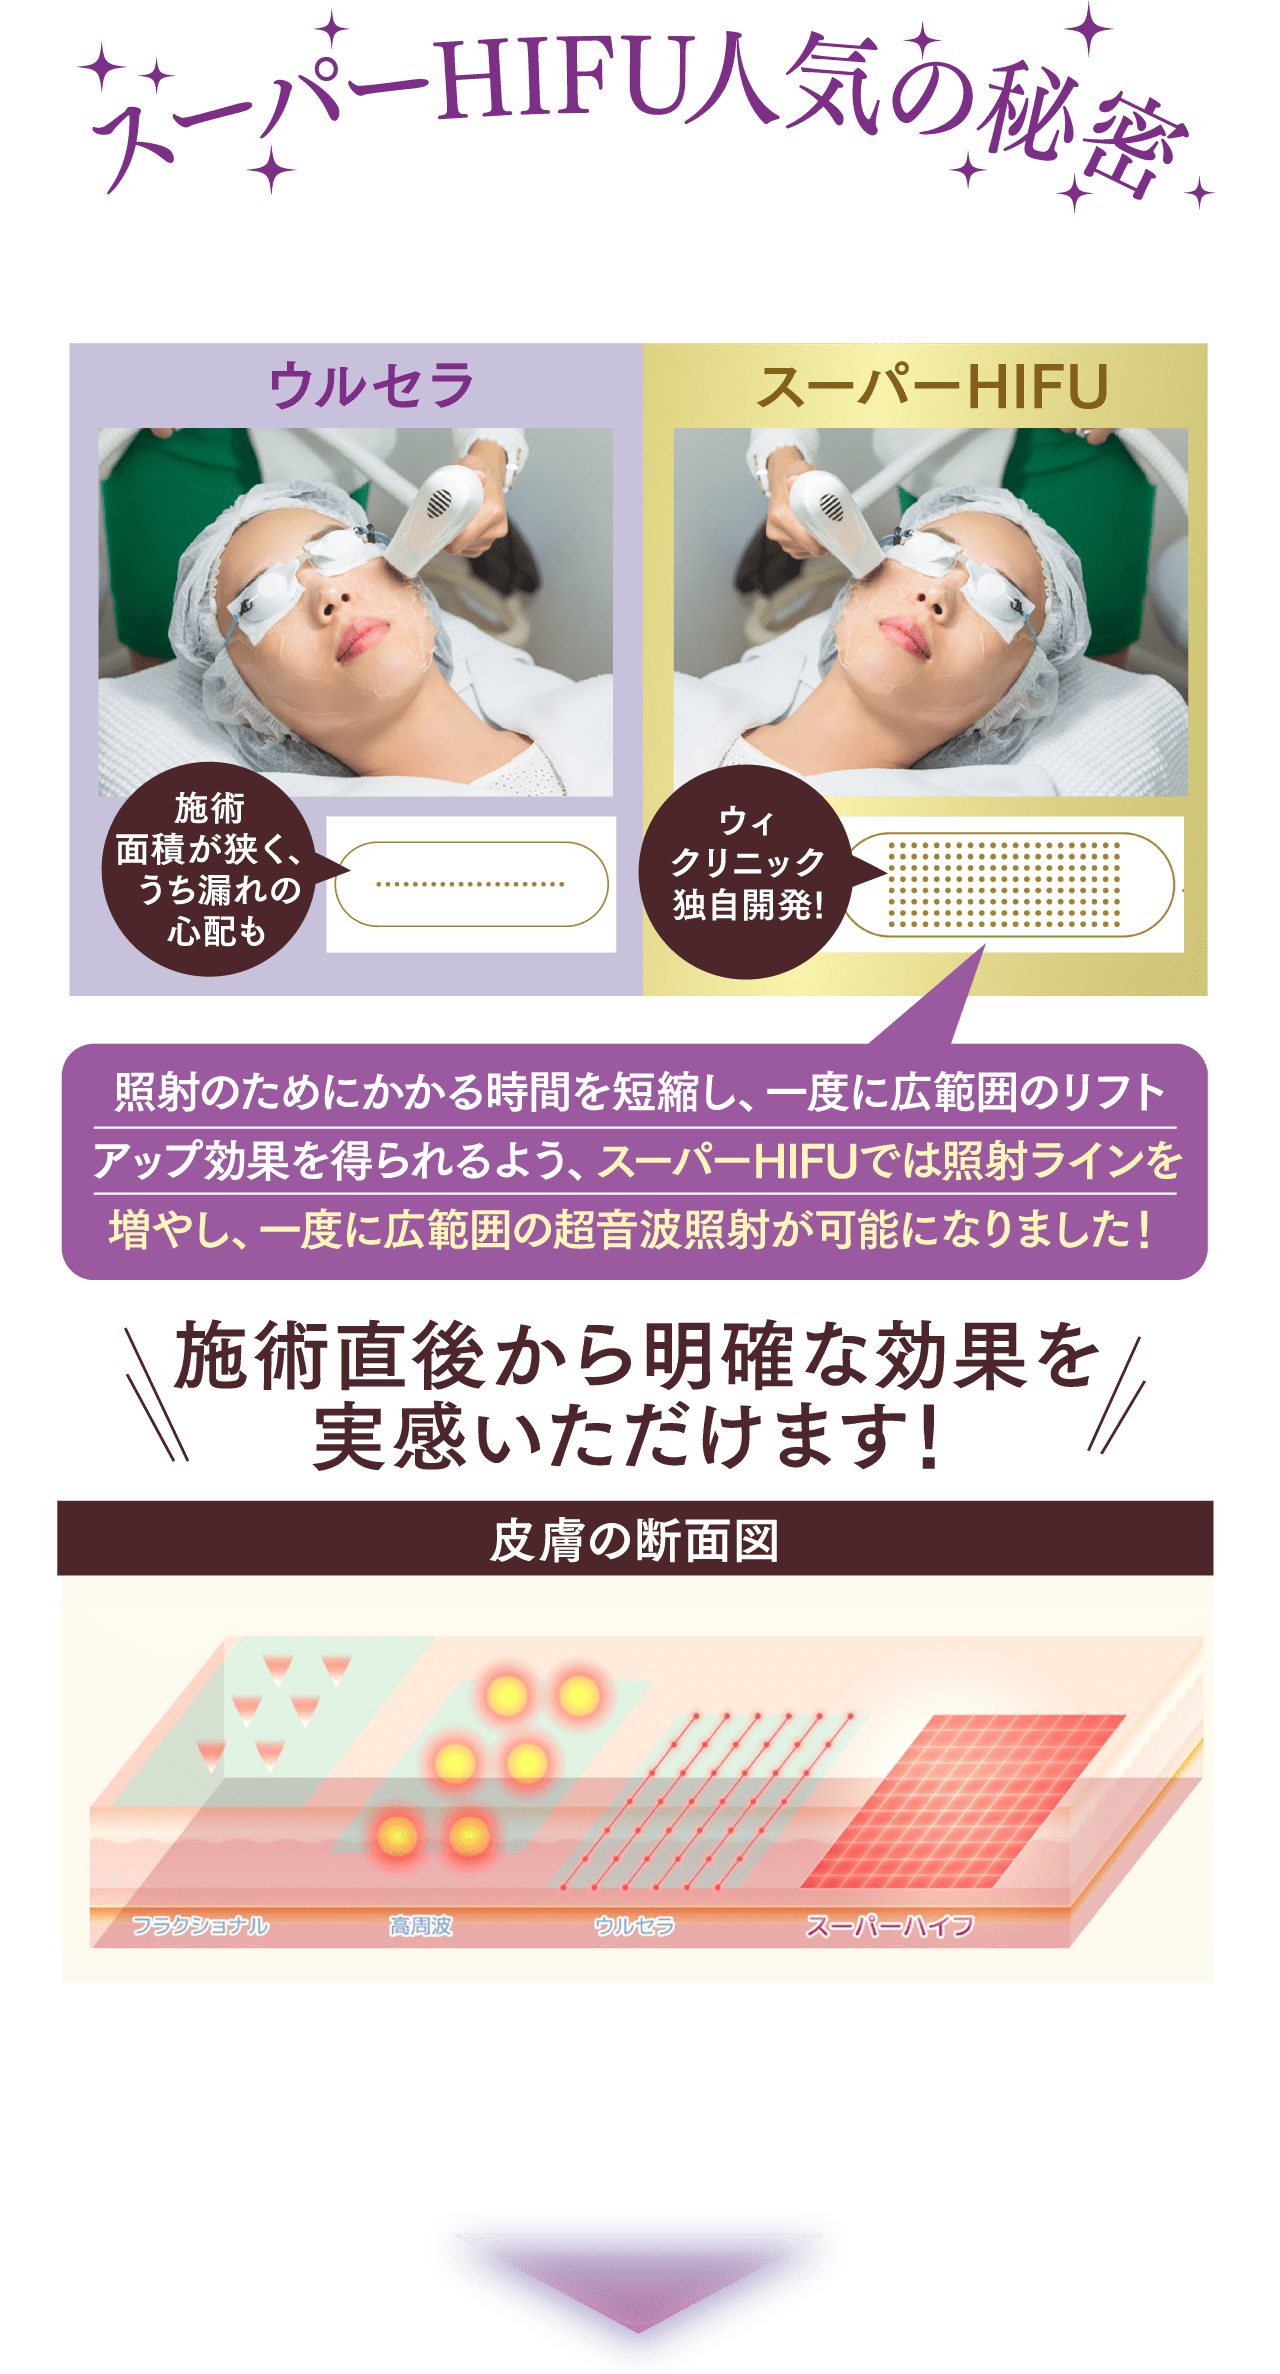 スーパーHIFU人気の秘密
ウルセラ
スーパーHIFU
施術
面積が狭く、
うち漏れの
心配も
ウィ
クリニック
独自開発!
照射のためにかかる時間を短縮し、一度に広範囲のリフト
アップ効果を得られるよう、スーパーHIFUでは照射ラインを
増やし、一度に広範囲の超音波照射が可能になりました!
施術直後から明確な効果を
実感いただけます!
皮膚の断面図
フラクショナル
高周波
ウルセラ
スーパーハイフ